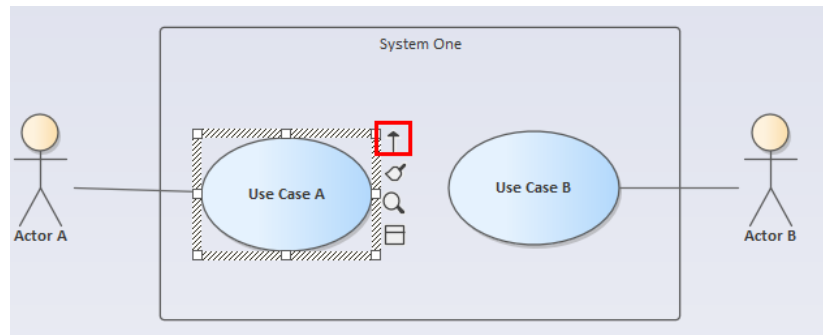 System One
Use Case A
Use Case B
Actor A
Actor B